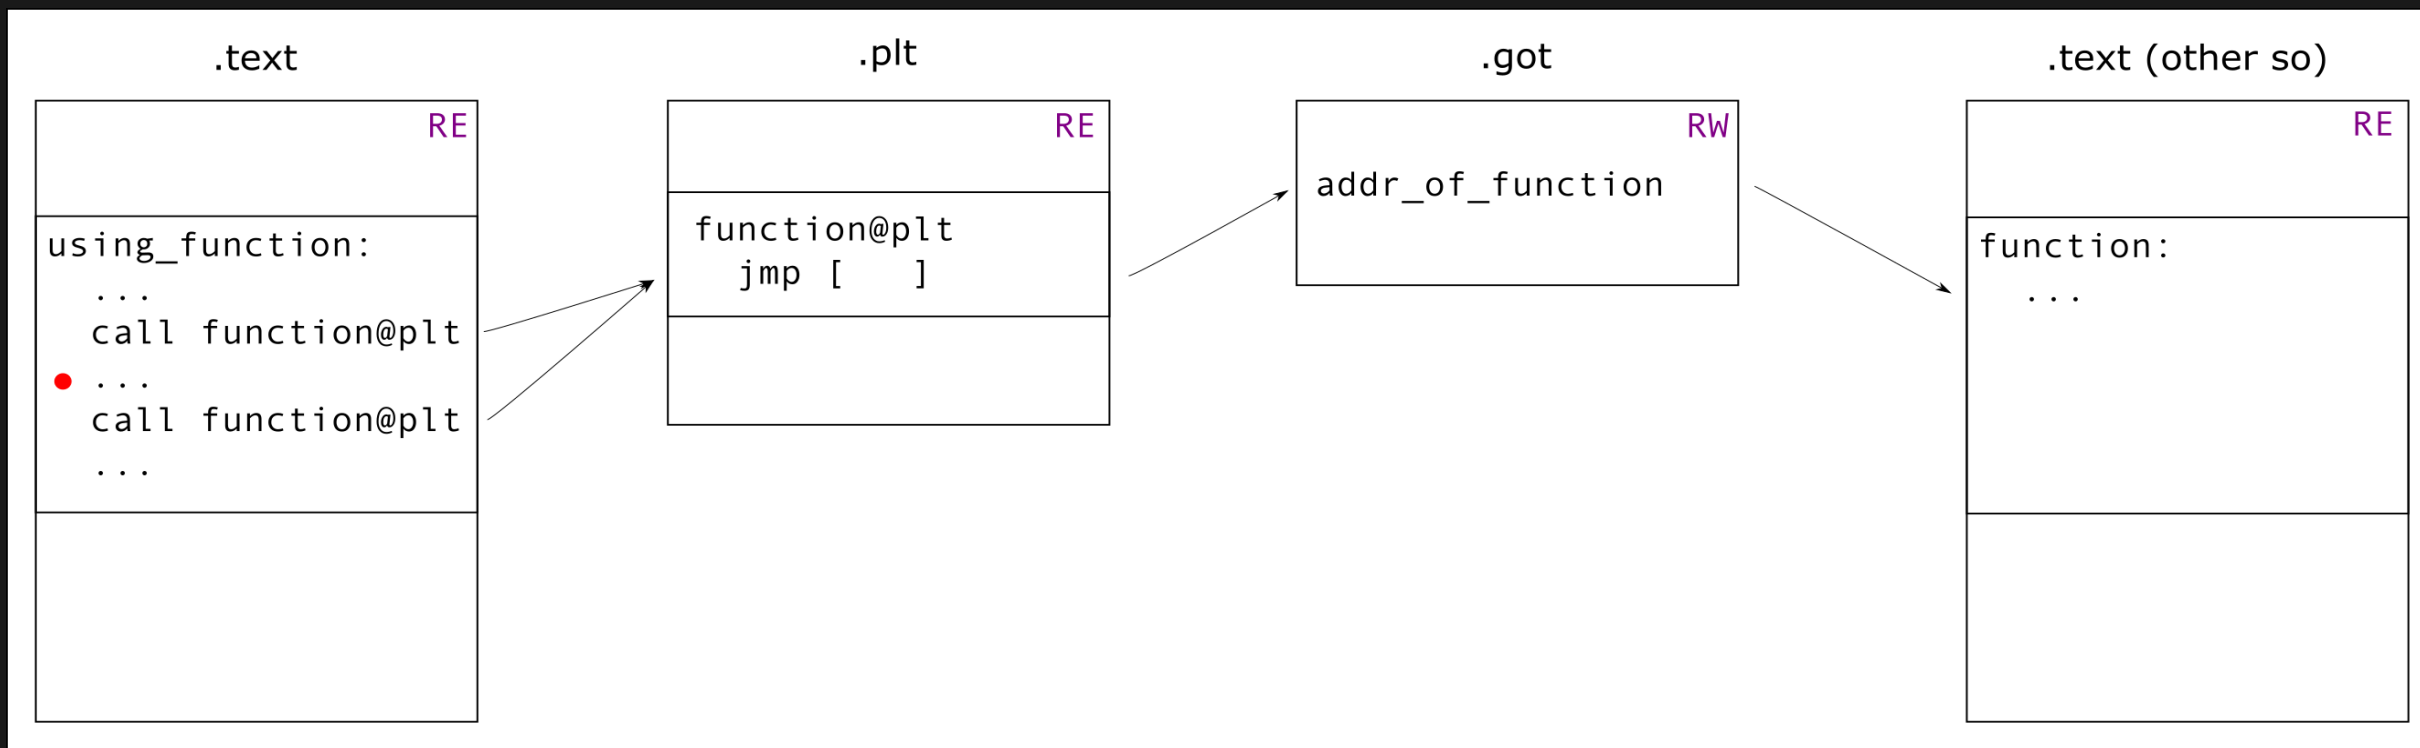 .text
RE
using_function:
...
call function@plt
...
call function@plt
...
.plt
RE
function@plt
jmp [   ]
.got
RW
addr_of_function
.text (other so)
RE
function:
...